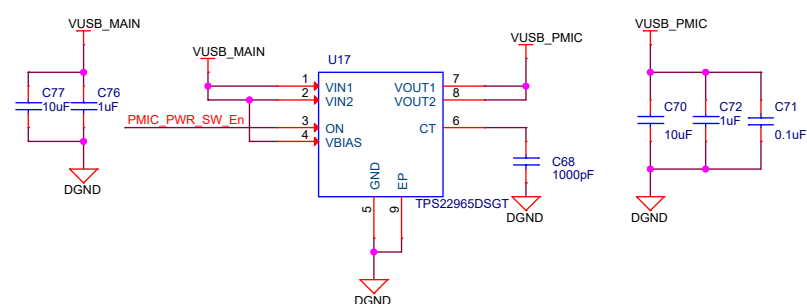 VUSB_MAIN
C77
10uF
C76
1uF
DGND
VUSB_MAIN
U17
VUSB_PMIC
1
VIN1
VOUT1
7
2
VIN2
VOUT2
8
PMIC_PWR_SW_En
3
ON
CT
6
4
VBIAS
GND
EP
5
9
TPS22965DSGT
DGND
C68
1000pF
DGND
VUSB_PMIC
C70
10uF
C72
1uF
C71
0.1uF
DGND